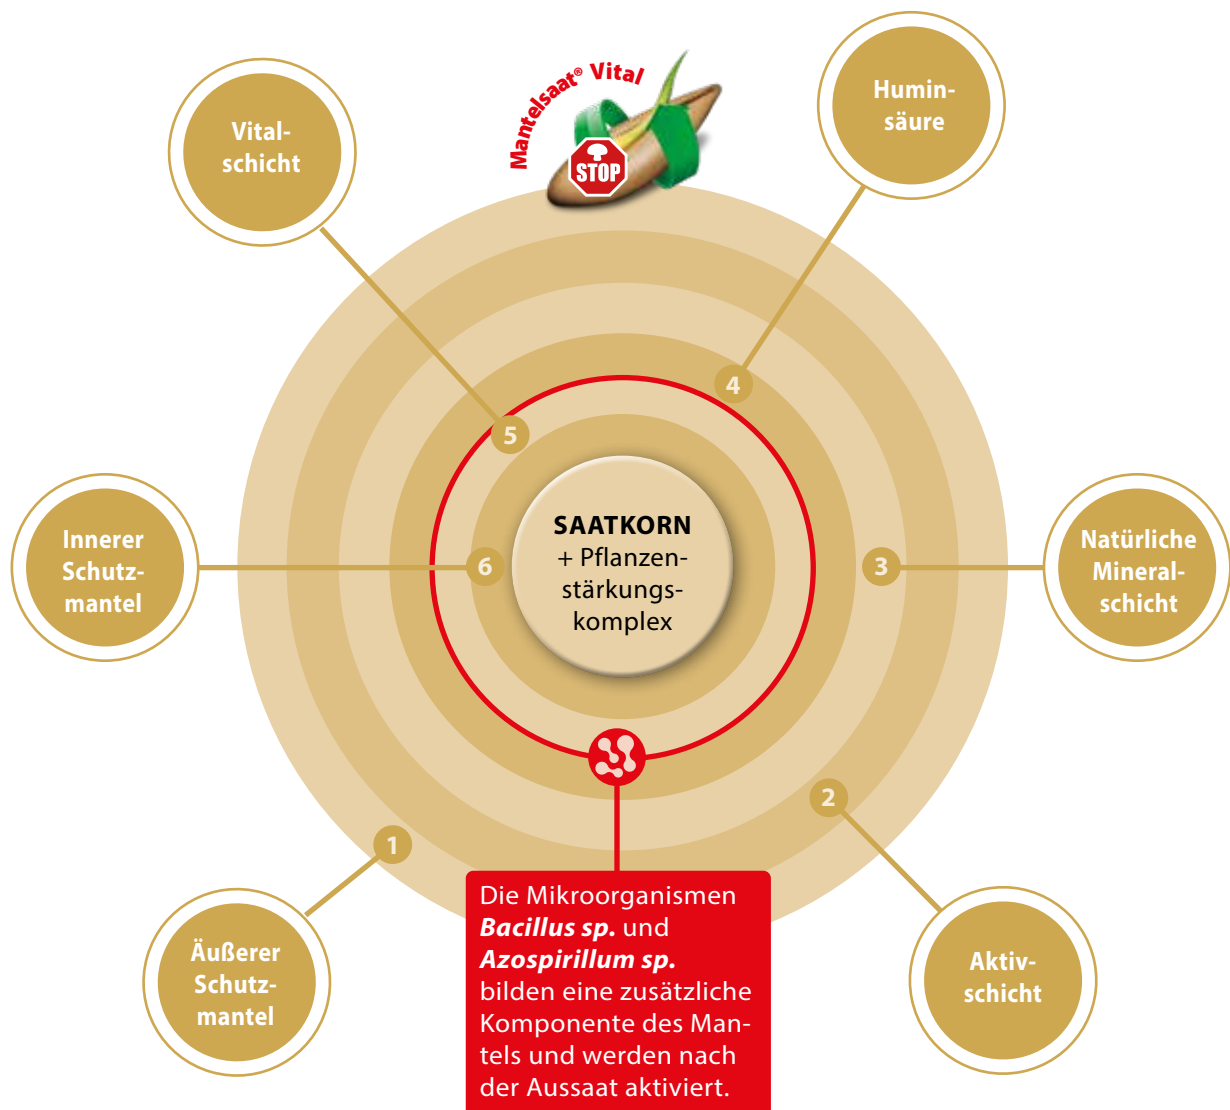 Mantelsaat® Vital
STOP
Vital-
schicht
Humin-
säure
5
4
Innerer
Schutz-
mantel
6
SAATKORN
+ Pflanzen-
stärkungs-
komplex
3
Natürliche
Mineral-
schicht
1
2
Äußerer
Schutz-
mantel
Die Mikroorganismen
Bacillus sp. und
Azospirillum sp.
bilden eine zusätzliche
Komponente des Man-
tels und werden nach
der Aussaat aktiviert.
Aktiv-
schicht